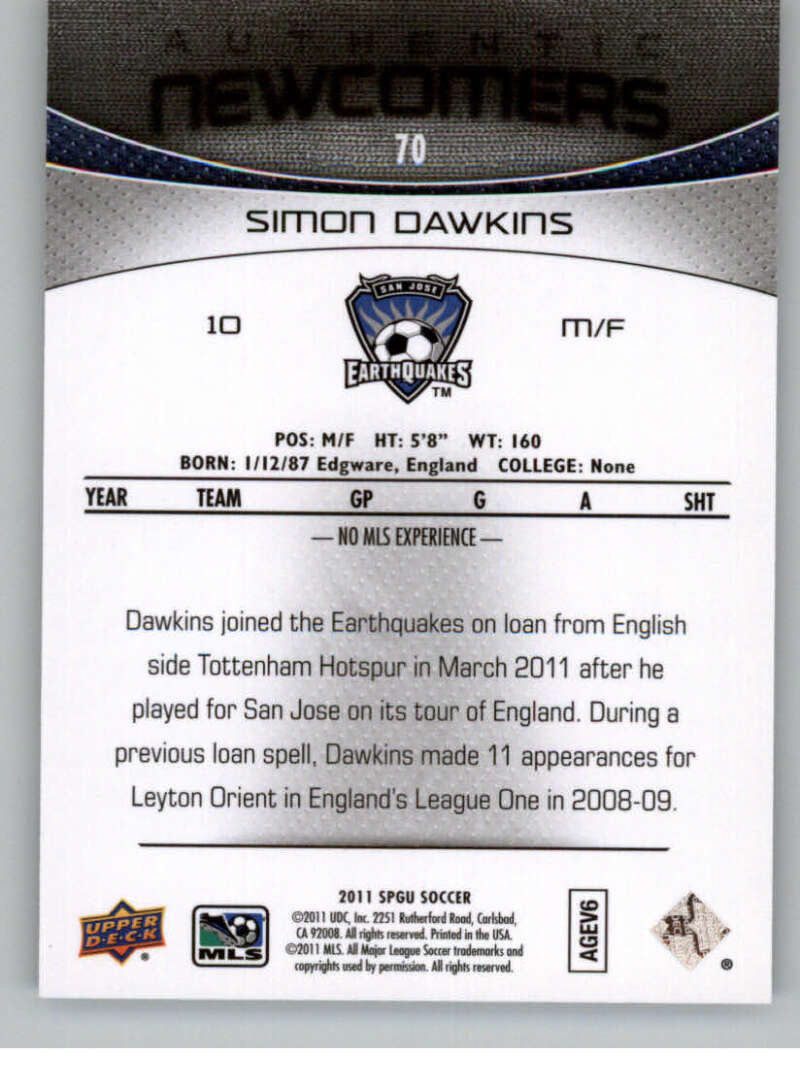 AUTHENTIC
NEWCOMERS
70
SIMON DAWKINS
10
SAN JOSE
EARTHQUAKES
TM
M/F
POS: M/F HT: 5'8" WT: 160
BORN: 1/12/87 Edgware, England COLLEGE: None
YEAR TEAM GP G A SHT
— NO MLS EXPERIENCE —
Dawkins joined the Earthquakes on loan from English
side Tottenham Hotspur in March 2011 after he
played for San Jose on its tour of England. During a
previous loan spell, Dawkins made 11 appearances for
Leyton Orient in England's League One in 2008-09.
UPPER
D·E·C·K
®
MLS
2011 SPGU SOCCER
©2011 UDC, Inc. 2251 Rutherford Road, Carlsbad,
CA 92008. All rights reserved. Printed in the USA.
©2011 MLS. All Major League Soccer trademarks and
copyrights used by permission. All rights reserved.
AGEV6
®